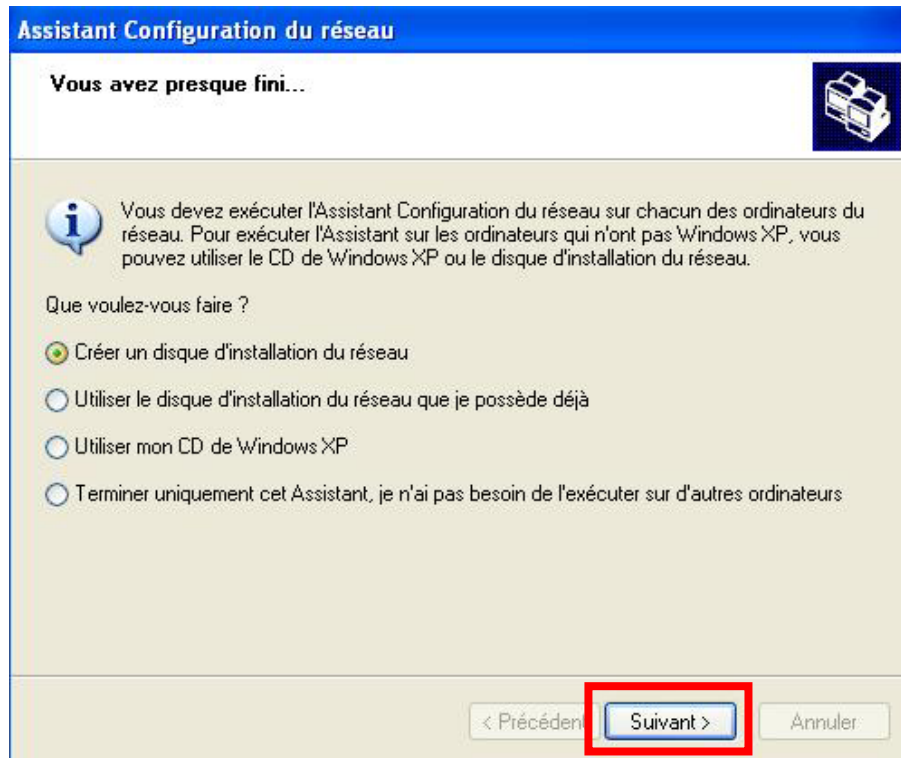 Assistant Configuration du réseau
Vous avez presque fini...
Vous devez exécuter l'Assistant Configuration du réseau sur chacun des ordinateurs du
réseau. Pour exécuter l'Assistant sur les ordinateurs qui n'ont pas Windows XP, vous
pouvez utiliser le CD de Windows XP ou le disque d'installation du réseau.
Que voulez-vous faire ?
Créer un disque d'installation du réseau
Utiliser le disque d'installation du réseau que je possède déjà
Utiliser mon CD de Windows XP
Terminer uniquement cet Assistant, je n'ai pas besoin de l'exécuter sur d'autres ordinateurs
< Précédent
Suivant >
Annuler